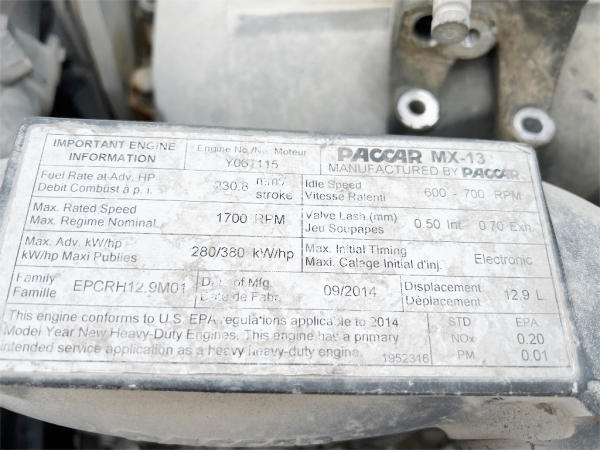 IMPORTANT ENGINE INFORMATION
Engine No./No. Moteur
Y067115
PACCAR MX-13
MANUFACTURED BY PACCAR
Fuel Rate at Adv. HP
Debit Combust à p. i.
230.8 mm³/stroke
Idle Speed
Vitesse Ralenti
600 - 700 RPM
Max. Rated Speed
Max. Regime Nominal
1700 RPM
Valve Lash (mm)
Jeu Soupapes
0.50 Int. 0.70 Exh.
Max. Adv. kW/hp
kW/hp Maxi Publies
280/380 kW/hp
Max. Initial Timing
Maxi. Calage Initial d'inj.
Electronic
Family
Famille
EPCRH12.9M01
Date of Mfg.
Date de Fabr.
09/2014
Displacement
Déplacement
12.9 L
This engine conforms to U.S. EPA regulations applicable to 2014
Model Year New Heavy-Duty Engines. This engine has a primary
intended service application as a heavy heavy-duty engine.
1952316
STD EPA
NOx 0.20
PM 0.01